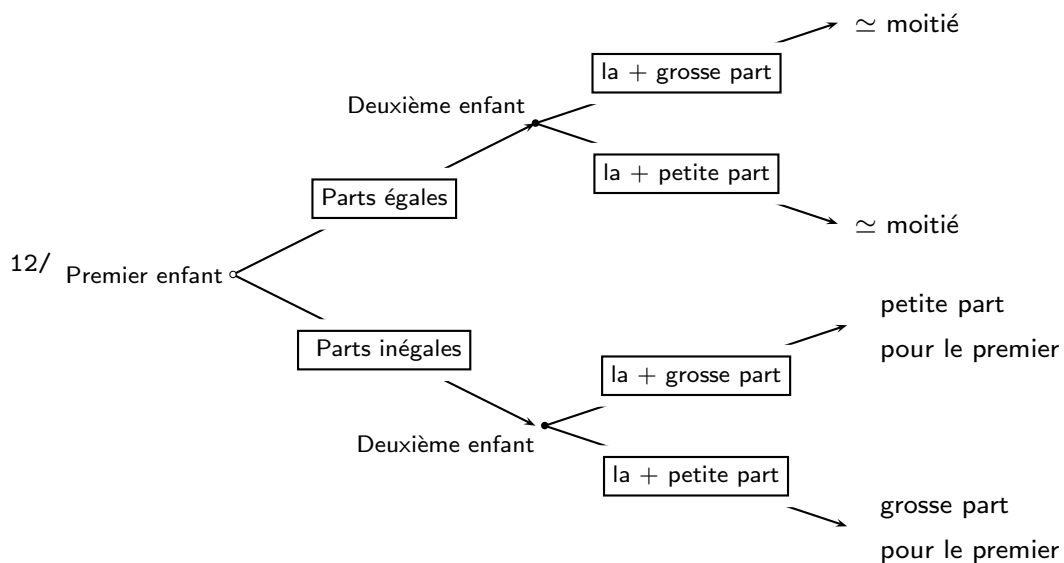 ≃ moitié
la + grosse part
Deuxième enfant
la + petite part
Parts égales
≃ moitié
12/ Premier enfant
petite part
pour le premier
Parts inégales
la + grosse part
Deuxième enfant
la + petite part
grosse part
pour le premier